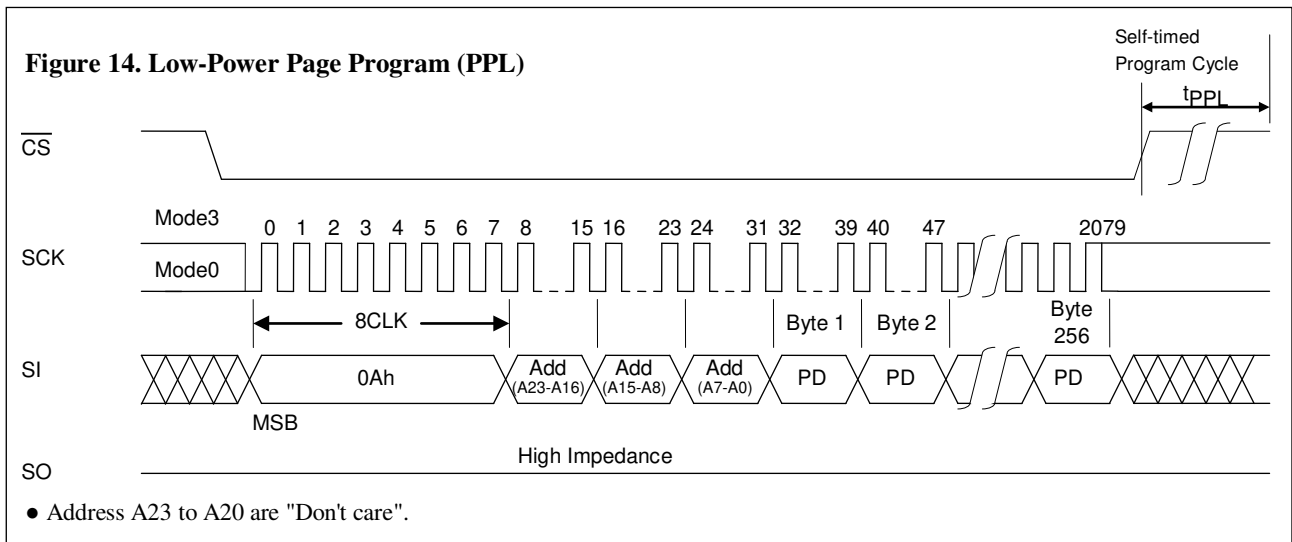 Figure 14. Low-Power Page Program (PPL)
Self-timed
Program Cycle
tPPL
CS
Mode3
0 1 2 3 4 5 6 7 8 15 16 23 24 31 32 39 40 47 2079
SCK
Mode0
8CLK
Byte 1
Byte 2
Byte
256
SI
0Ah
Add
(A23-A16)
Add
(A15-A8)
Add
(A7-A0)
PD
PD
PD
MSB
High Impedance
SO
● Address A23 to A20 are "Don't care".